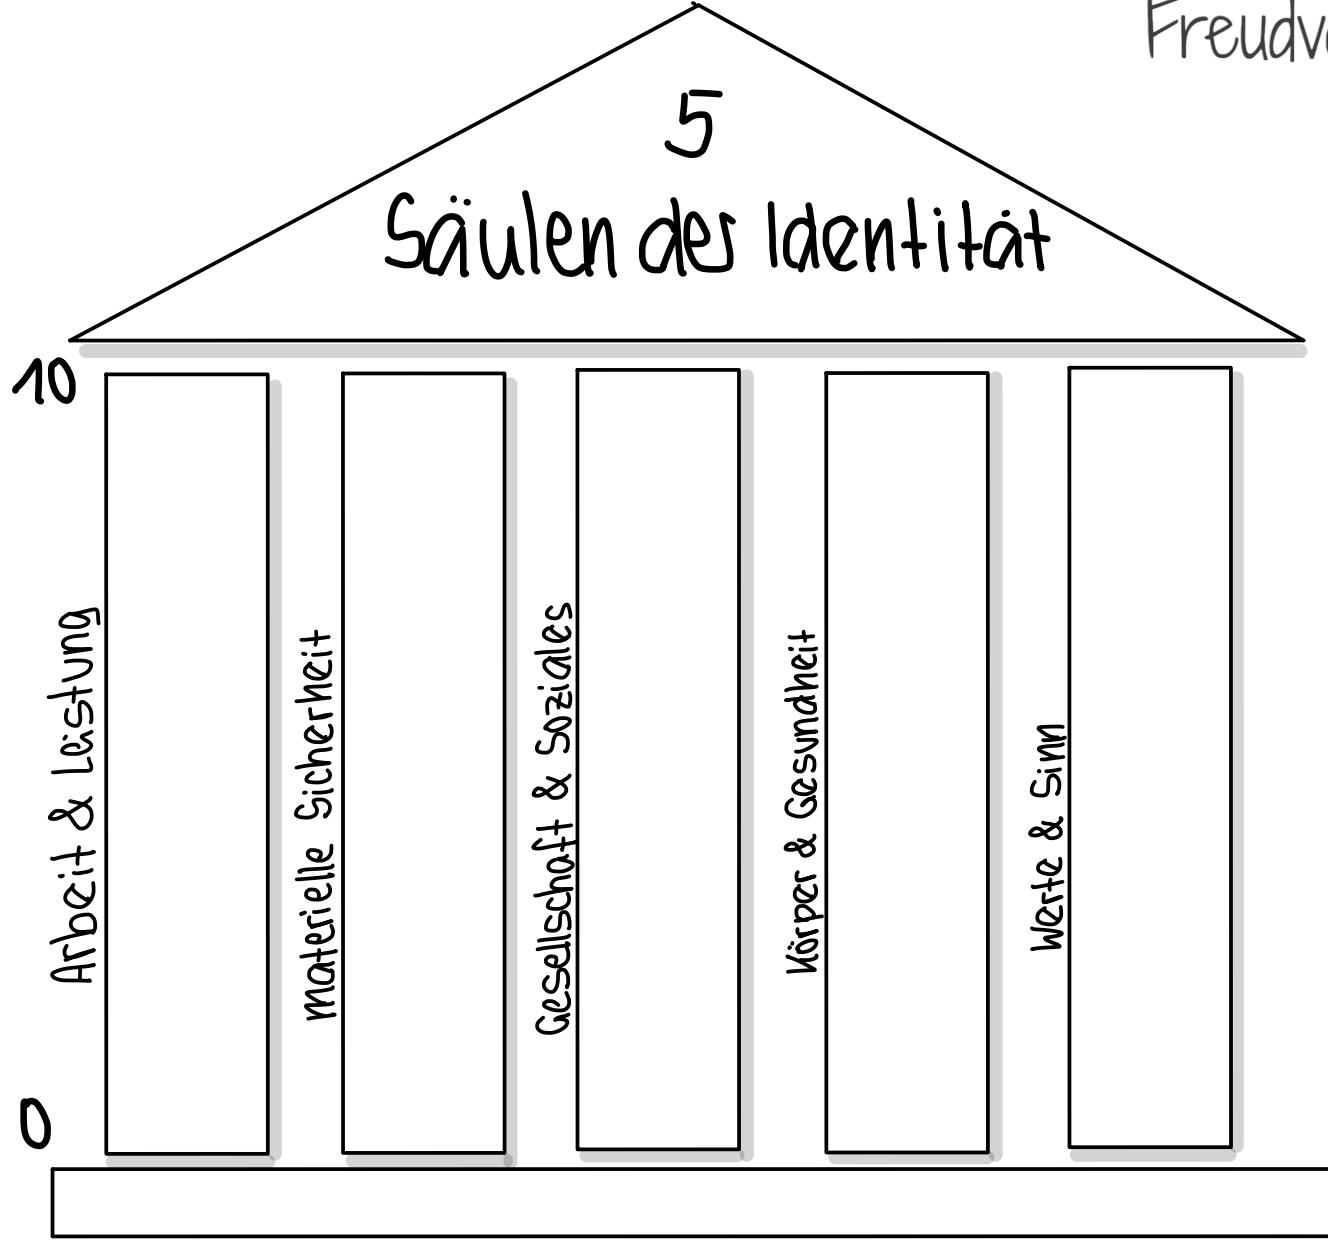 Freudv
5
Säulen der Identität
10
Arbeit & Leistung
materielle Sicherheit
Gesellschaft & Soziales
Körper & Gesundheit
Werte & Sinn
0